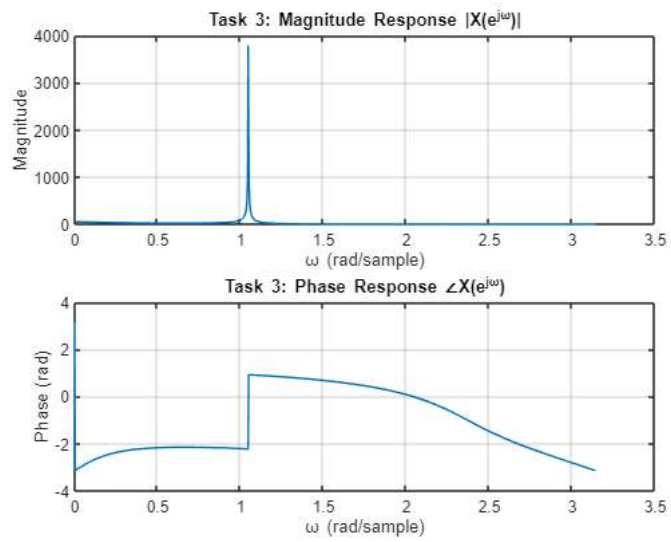 Task 3: Magnitude Response |X(e^jω)|
4000
3000
2000
1000
0
Magnitude
0 0.5 1 1.5 2 2.5 3 3.5
ω (rad/sample)
Task 3: Phase Response ∠X(e^jω)
4
2
0
-2
-4
Phase (rad)
0 0.5 1 1.5 2 2.5 3 3.5
ω (rad/sample)